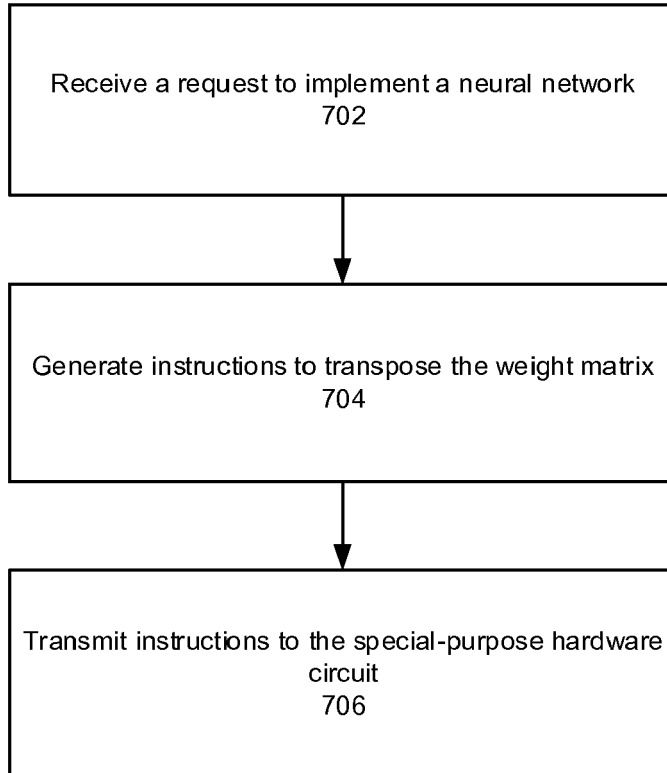 Receive a request to implement a neural network
702
Generate instructions to transpose the weight matrix
704
Transmit instructions to the special-purpose hardware
circuit
706